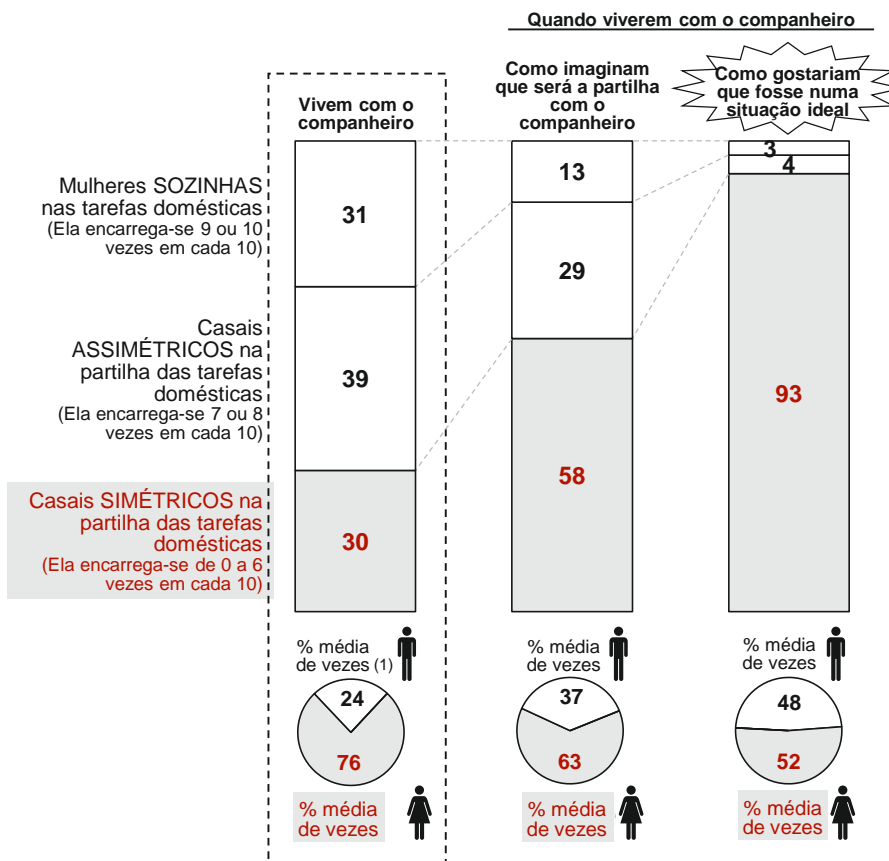 Quando viverem com o companheiro
Vivem com o
companheiro
Como imaginam
que será a partilha
com o
companheiro
Como gostariam
que fosse numa
situação ideal
Mulheres SOZINHAS
nas tarefas domésticas
(Ela encarrega-se 9 ou 10
vezes em cada 10)
31
13
3
4
Casais
ASSIMÉTRICOS na
partilha das tarefas
domésticas
(Ela encarrega-se 7 ou 8
vezes em cada 10)
39
29
93
Casais SIMÉTRICOS na
partilha das tarefas
domésticas
(Ela encarrega-se de 0 a 6
vezes em cada 10)
30
58
% média
de vezes (1)
24
76
% média
de vezes
% média
de vezes
37
63
% média
de vezes
% média
de vezes
48
52
% média
de vezes